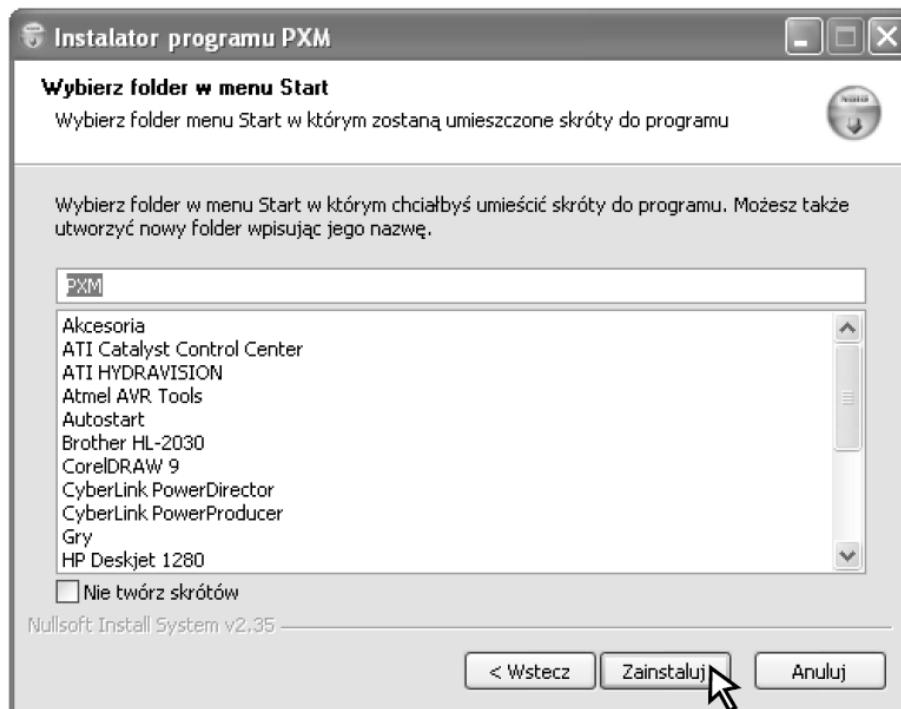 Instalator programu PXM
Wybierz folder w menu Start
Wybierz folder menu Start w którym zostaną umieszczone skróty do programu
Wybierz folder w menu Start w którym chciałbyś umieścić skróty do programu. Możesz także
utworzyć nowy folder wpisując jego nazwę.
PXM
Akcesoria
ATI Catalyst Control Center
ATI HYDRAVISION
Atmel AVR Tools
Autostart
Brother HL-2030
CorelDRAW 9
CyberLink PowerDirector
CyberLink PowerProducer
Gry
HP Deskjet 1280
Nie twórz skrótów
Nullsoft Install System v2.35
< Wstecz Zainstaluj Anuluj